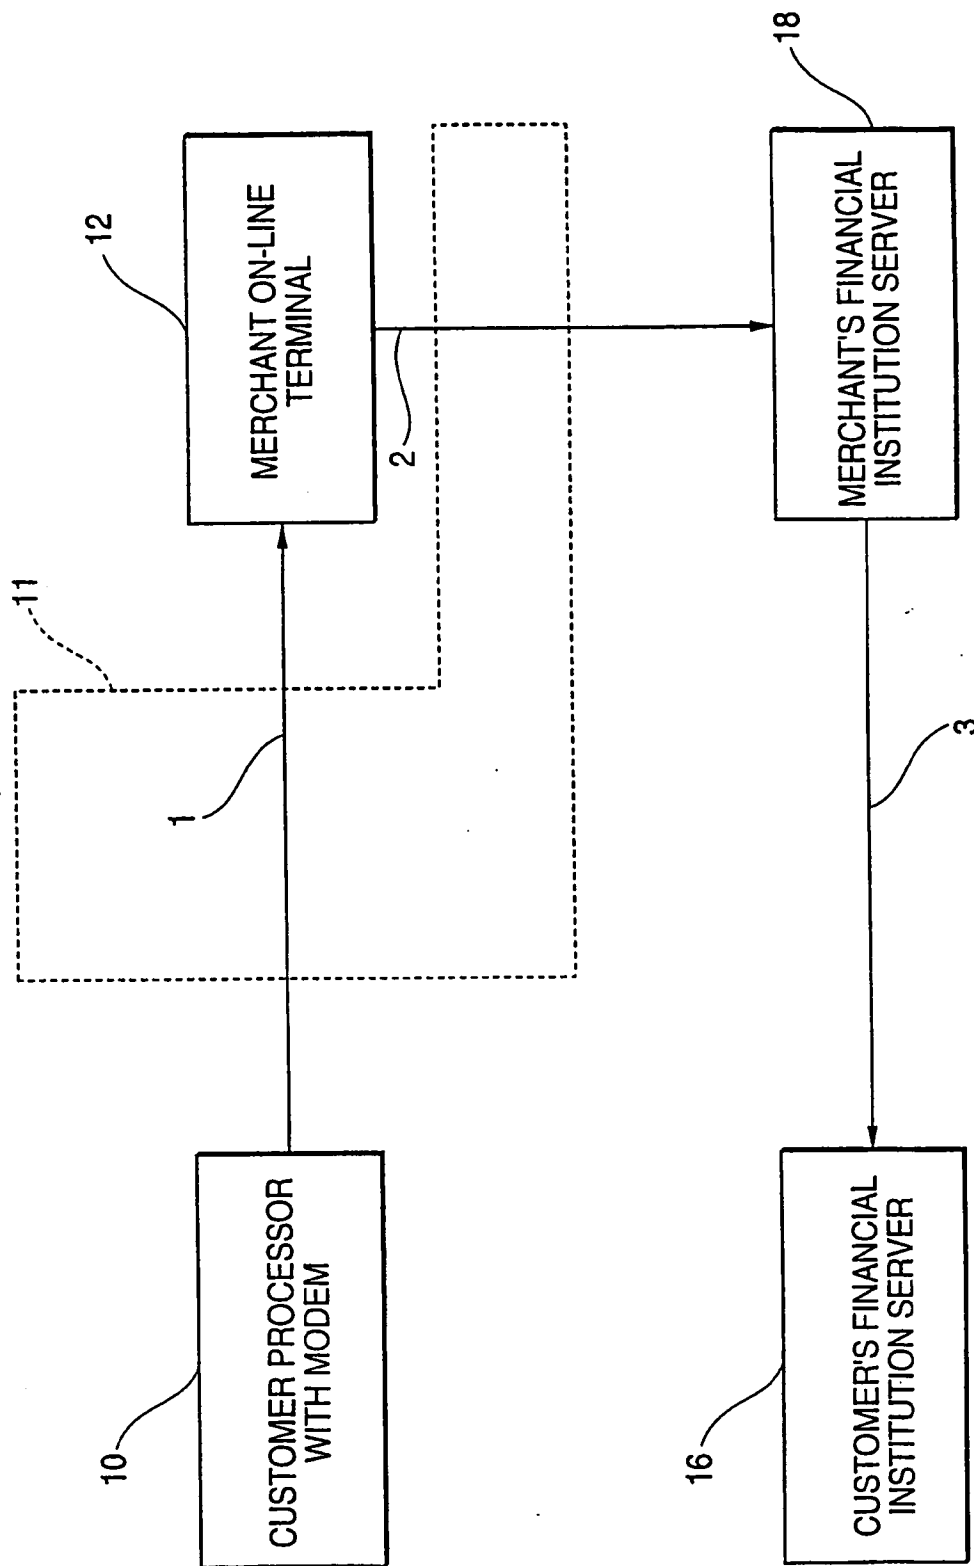 11
12
18
10
CUSTOMER PROCESSOR
WITH MODEM
1
MERCHANT ON-LINE
TERMINAL
2
16
CUSTOMER'S FINANCIAL
INSTITUTION SERVER
3
MERCHANT'S FINANCIAL
INSTITUTION SERVER